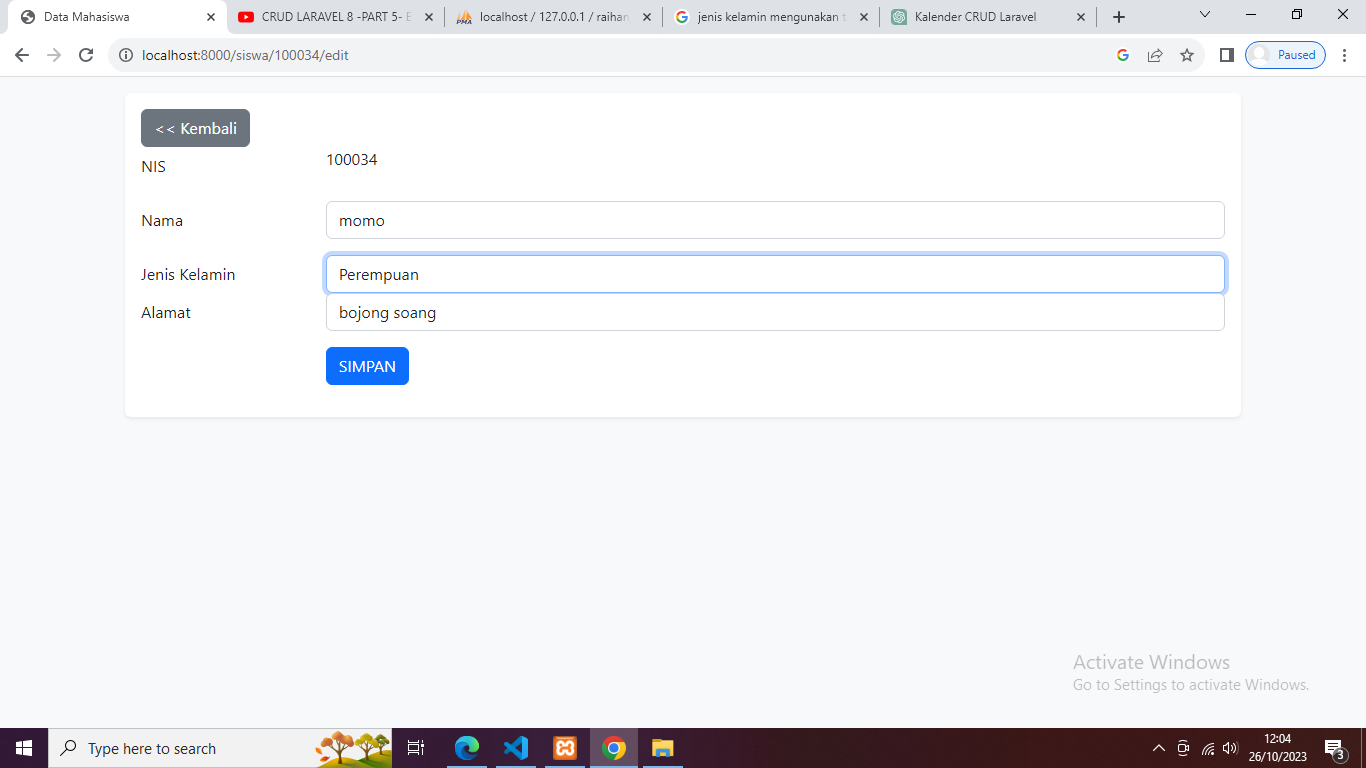 Data Mahasiswa
CRUD LARAVEL 8 -PART 5- E
localhost / 127.0.0.1 / raihan
jenis kelamin mengunakan t
Kalender CRUD Laravel
localhost:8000/siswa/100034/edit
Paused
<< Kembali
NIS 100034
Nama momo
Jenis Kelamin Perempuan
Alamat bojong soang
SIMPAN
Activate Windows
Go to Settings to activate Windows.
Type here to search
12:04
26/10/2023
3